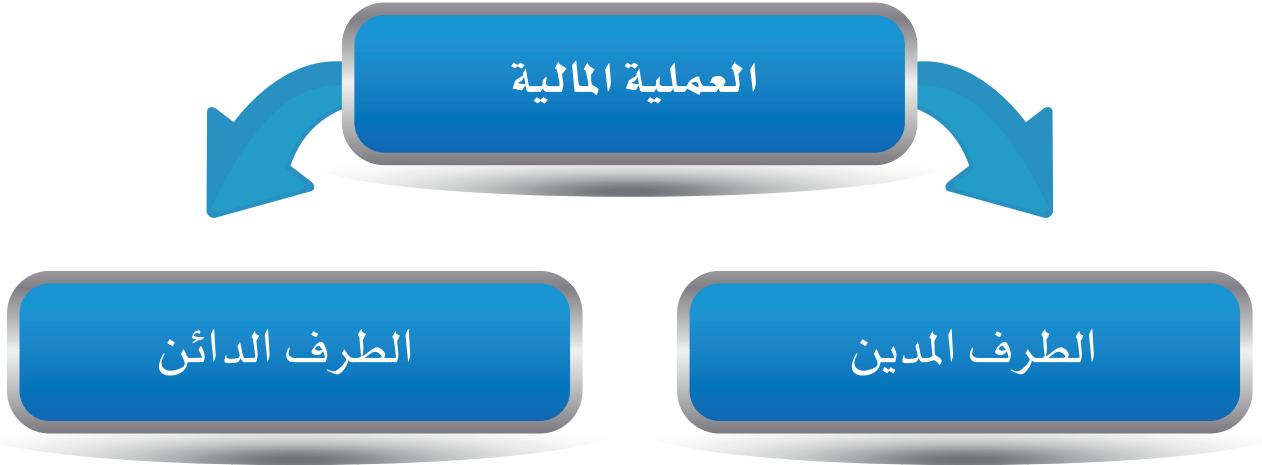 العملية المالية
الطرف المدين
الطرف الدائن